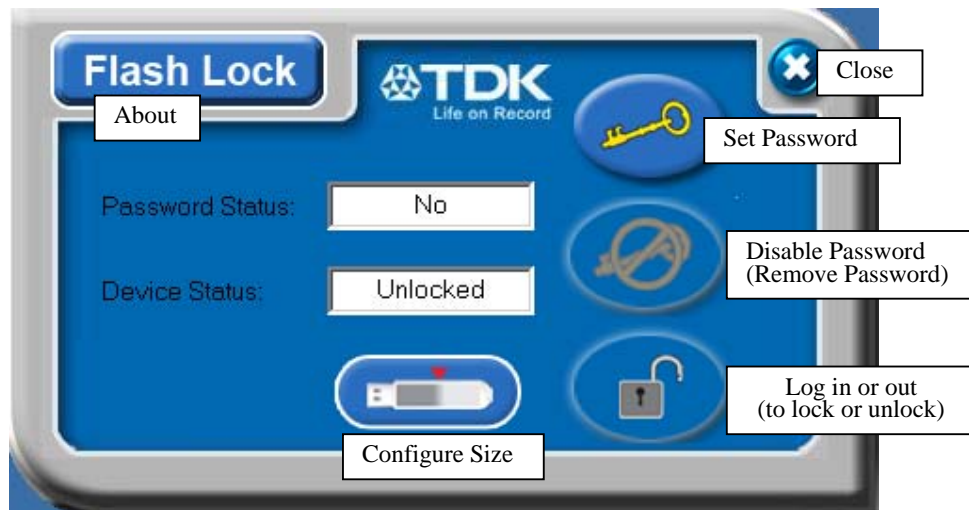 Flash Lock
About
TDK
Life on Record
Close
Set Password
Password Status:
No
Disable Password
(Remove Password)
Device Status:
Unlocked
Log in or out
(to lock or unlock)
Configure Size